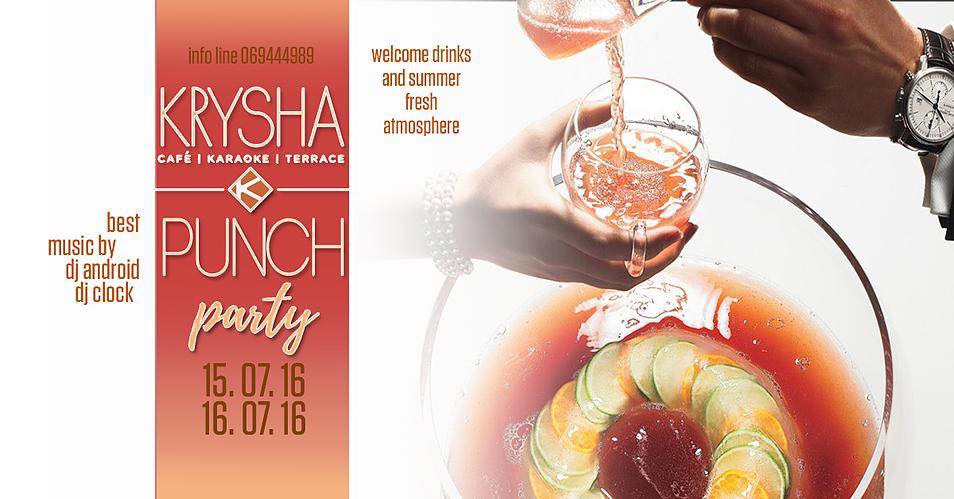 info line 069444989
KRYSHA
CAFÉ | KARAOKE | TERRACE
K
PUNCH
party
15. 07. 16
16. 07. 16
best
music by
dj android
dj clock
welcome drinks
and summer
fresh
atmosphere